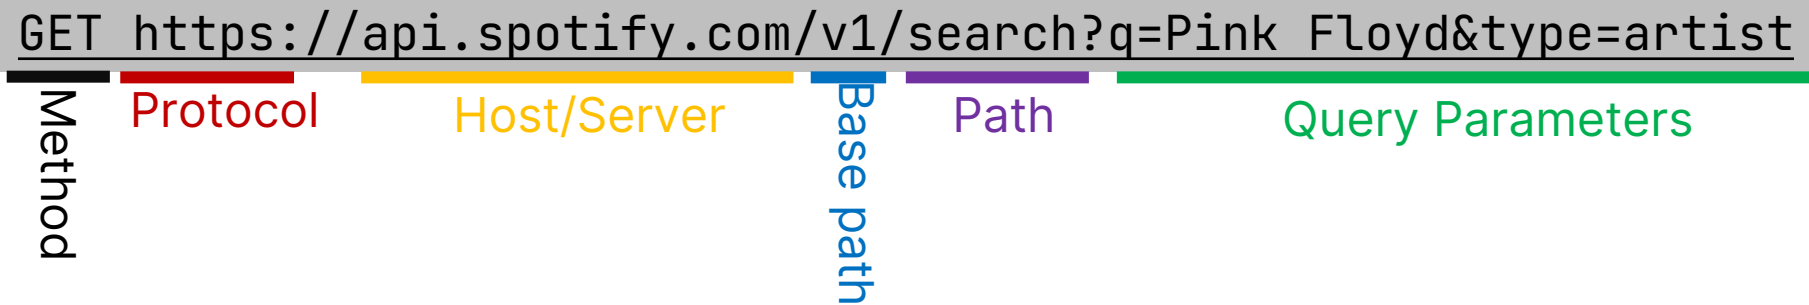 GET https://api.spotify.com/v1/search?q=Pink Floyd&type=artist
Method
Protocol
Host/Server
Base path
Path
Query Parameters